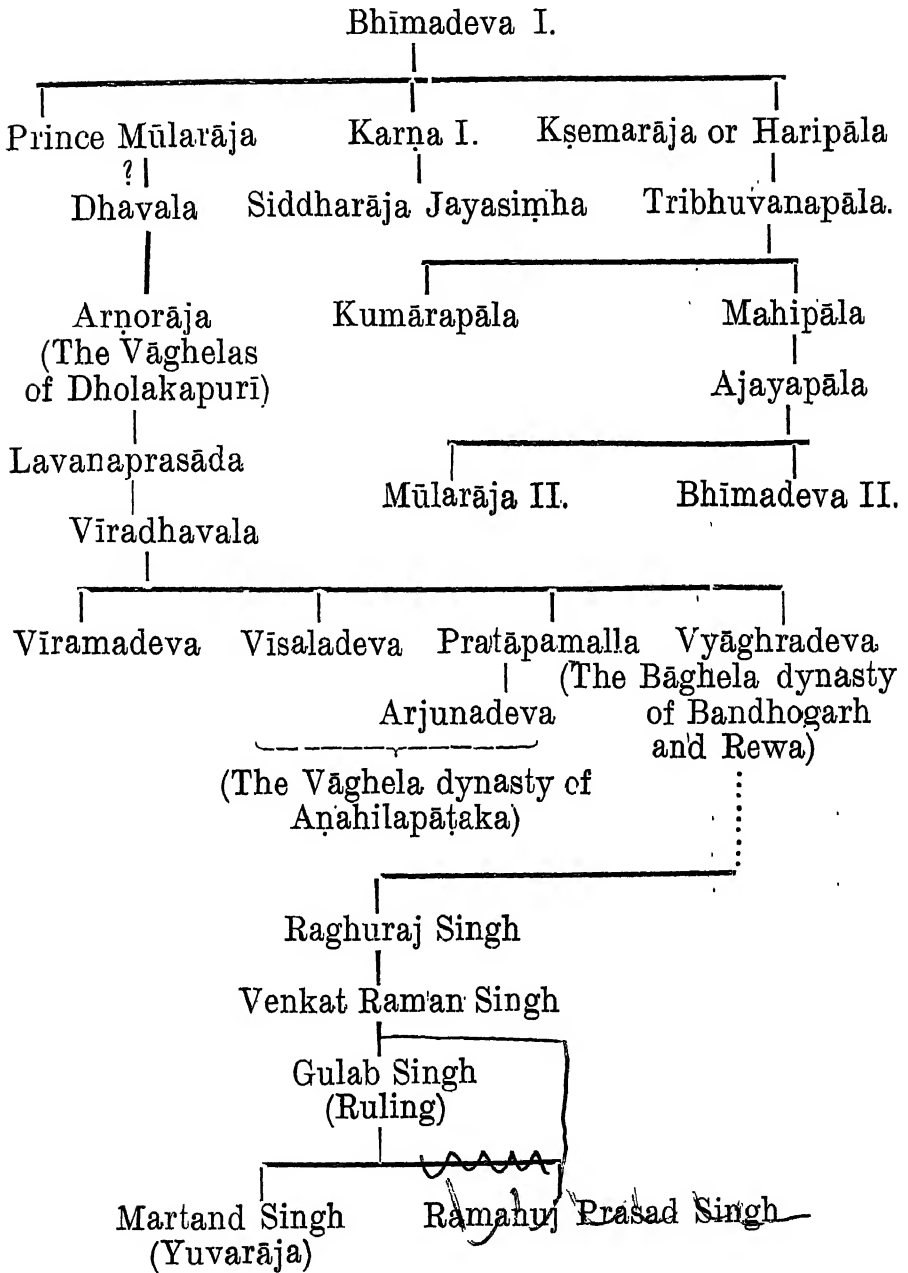 Bhīmadeva I.
Prince Mūlarāja Karṇa I. Kṣemarāja or Haripāla
?
Dhavala Siddharāja Jayasiṃha Tribhuvanapāla.
Arṇorāja Kumārapāla Mahipāla
(The Vāghelas
of Dholakapurī) Ajayapāla
Lavanaprasāda
Mūlarāja II. Bhīmadeva II.
Vīradhavala
Vīramadeva Vīsaladeva Pratāpamalla Vyāghradeva
(The Bāghela dynasty
Arjunadeva of Bandhogarh
and Rewa)
(The Vāghela dynasty of
Aṇahilapāṭaka)
Raghuraj Singh
Venkat Raman Singh
Gulab Singh
(Ruling)
Martand Singh Ramahuj Prasad Singh
(Yuvarāja)